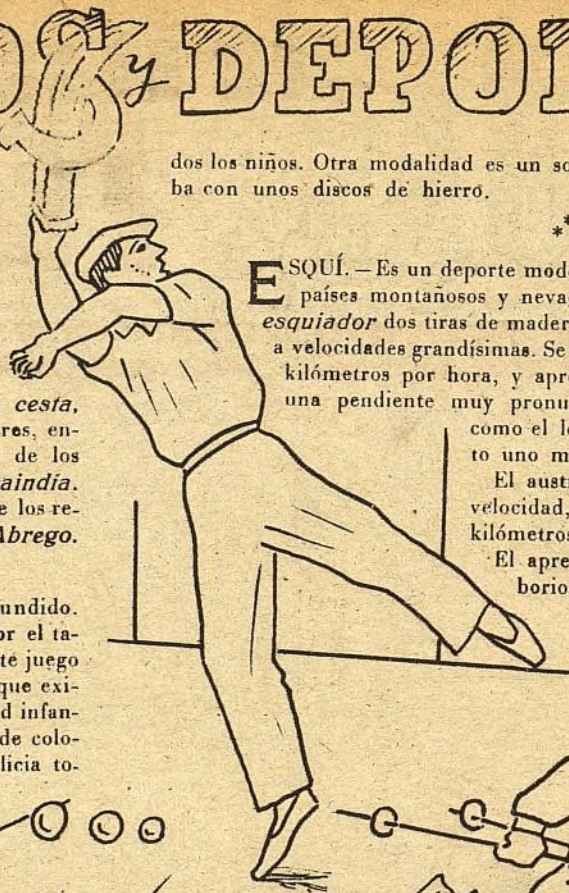 y DEPO
cesta,
res, en-
de los
aindía.
e los re-
Abrego.
undido.
or el ta-
te juego
que exi-
d infan-
de colo-
licia to-
dos los niños. Otra modalidad es un so
ba con unos discos de hierro.
**
ESQUÍ.—Es un deporte mod
países montañosos y neva
esquiador dos tiras de mader
a velocidades grandísimas. Se
kilómetros por hora, y apr
una pendiente muy pronu
como el l
to uno m
El aust
velocidad,
kilómetros
El apre
borio